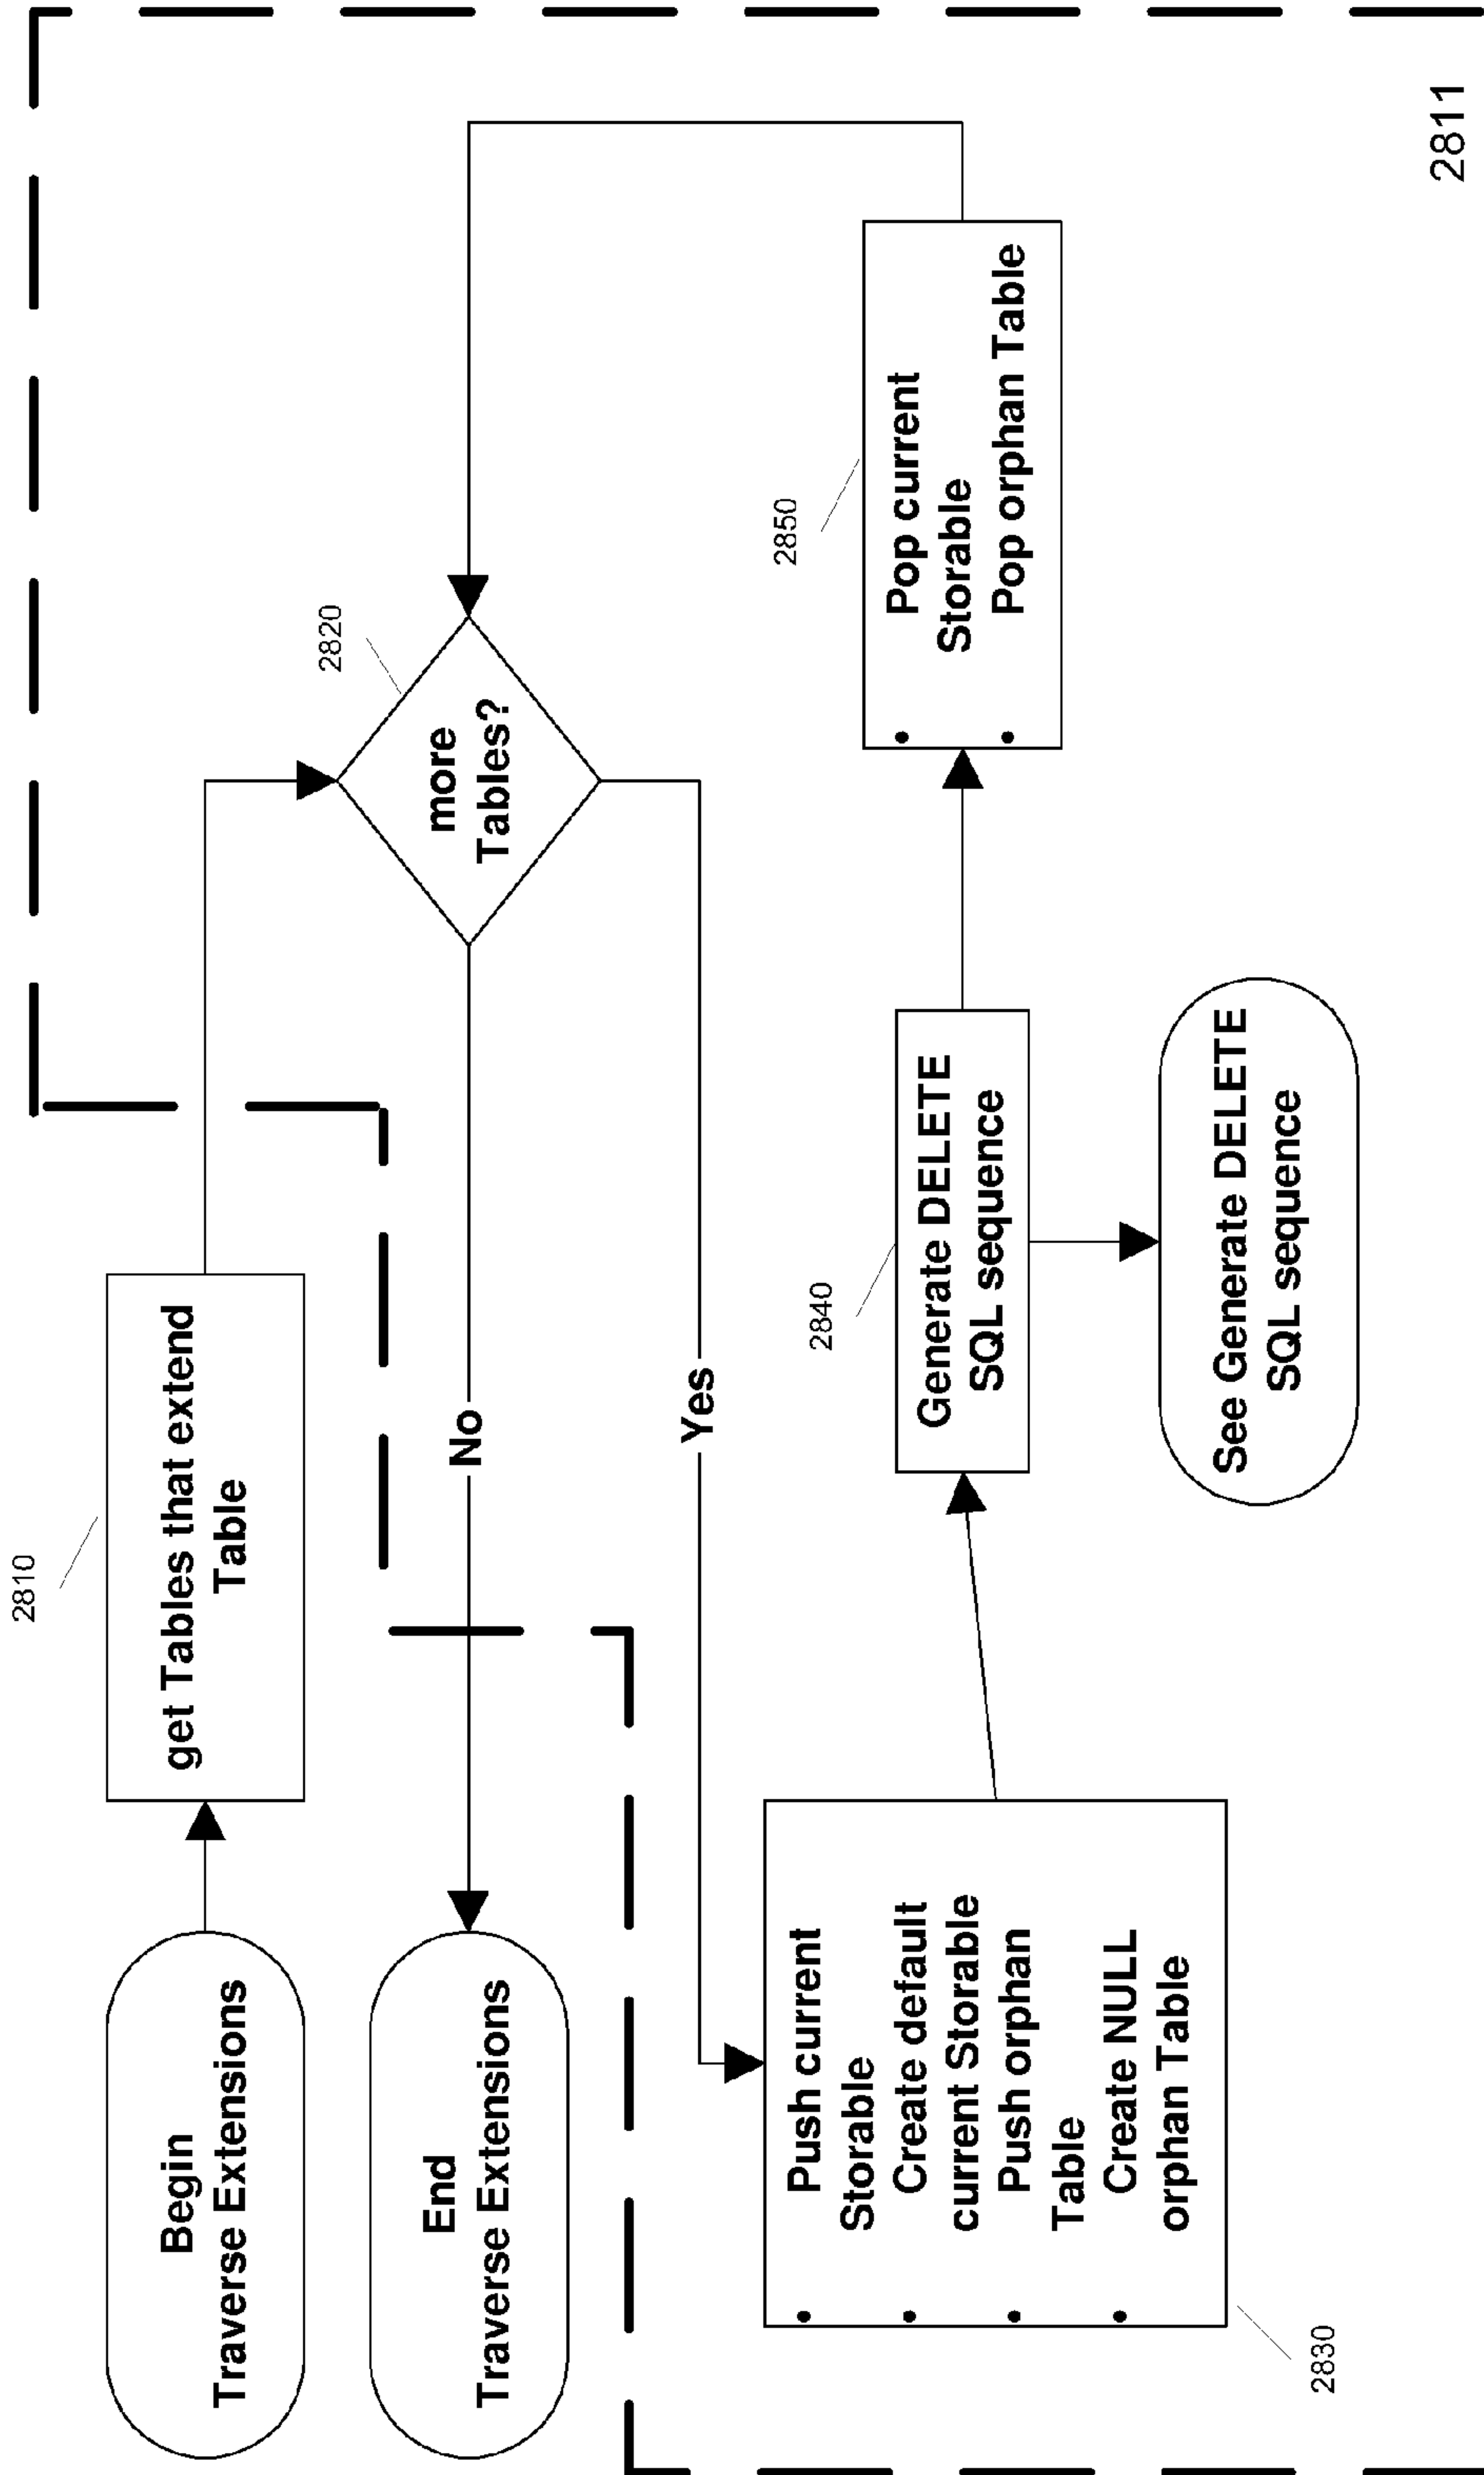 2810
Begin
Traverse Extensions
get Tables that extend
Table
2820
End
Traverse Extensions
No
more
Tables?
Yes
2840
2850
• Push current
Storable
• Create default
current Storable
• Push orphan
Table
• Create NULL
orphan Table
2830
Generate DELETE
SQL sequence
• Pop current
Storable
• Pop orphan Table
See Generate DELETE
SQL sequence
2811